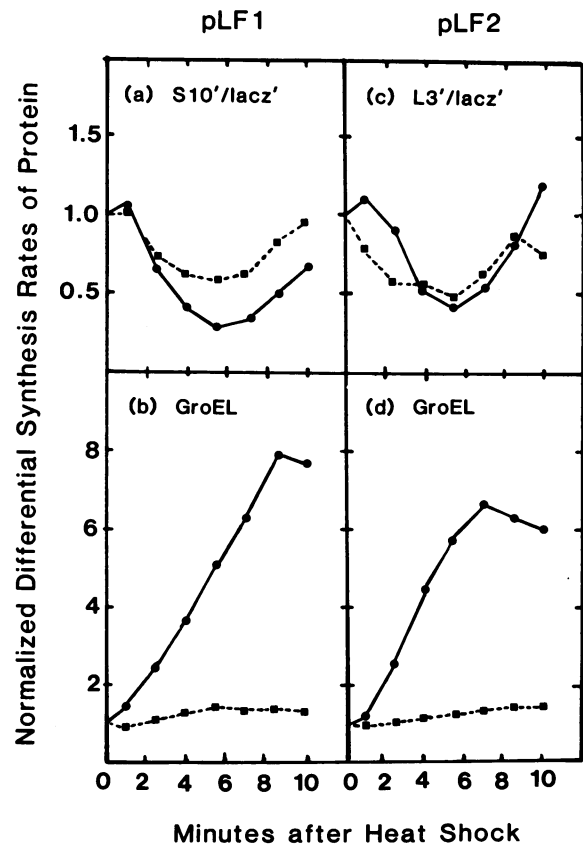 pLF1
pLF2
Normalized Differential Synthesis Rates of Protein
(a) S10'/lacz'
(c) L3'/lacz'
1.5
1.0
0.5
(b) GroEL
(d) GroEL
8
6
4
2
0 2 4 6 8 10
0 2 4 6 8 10
Minutes after Heat Shock